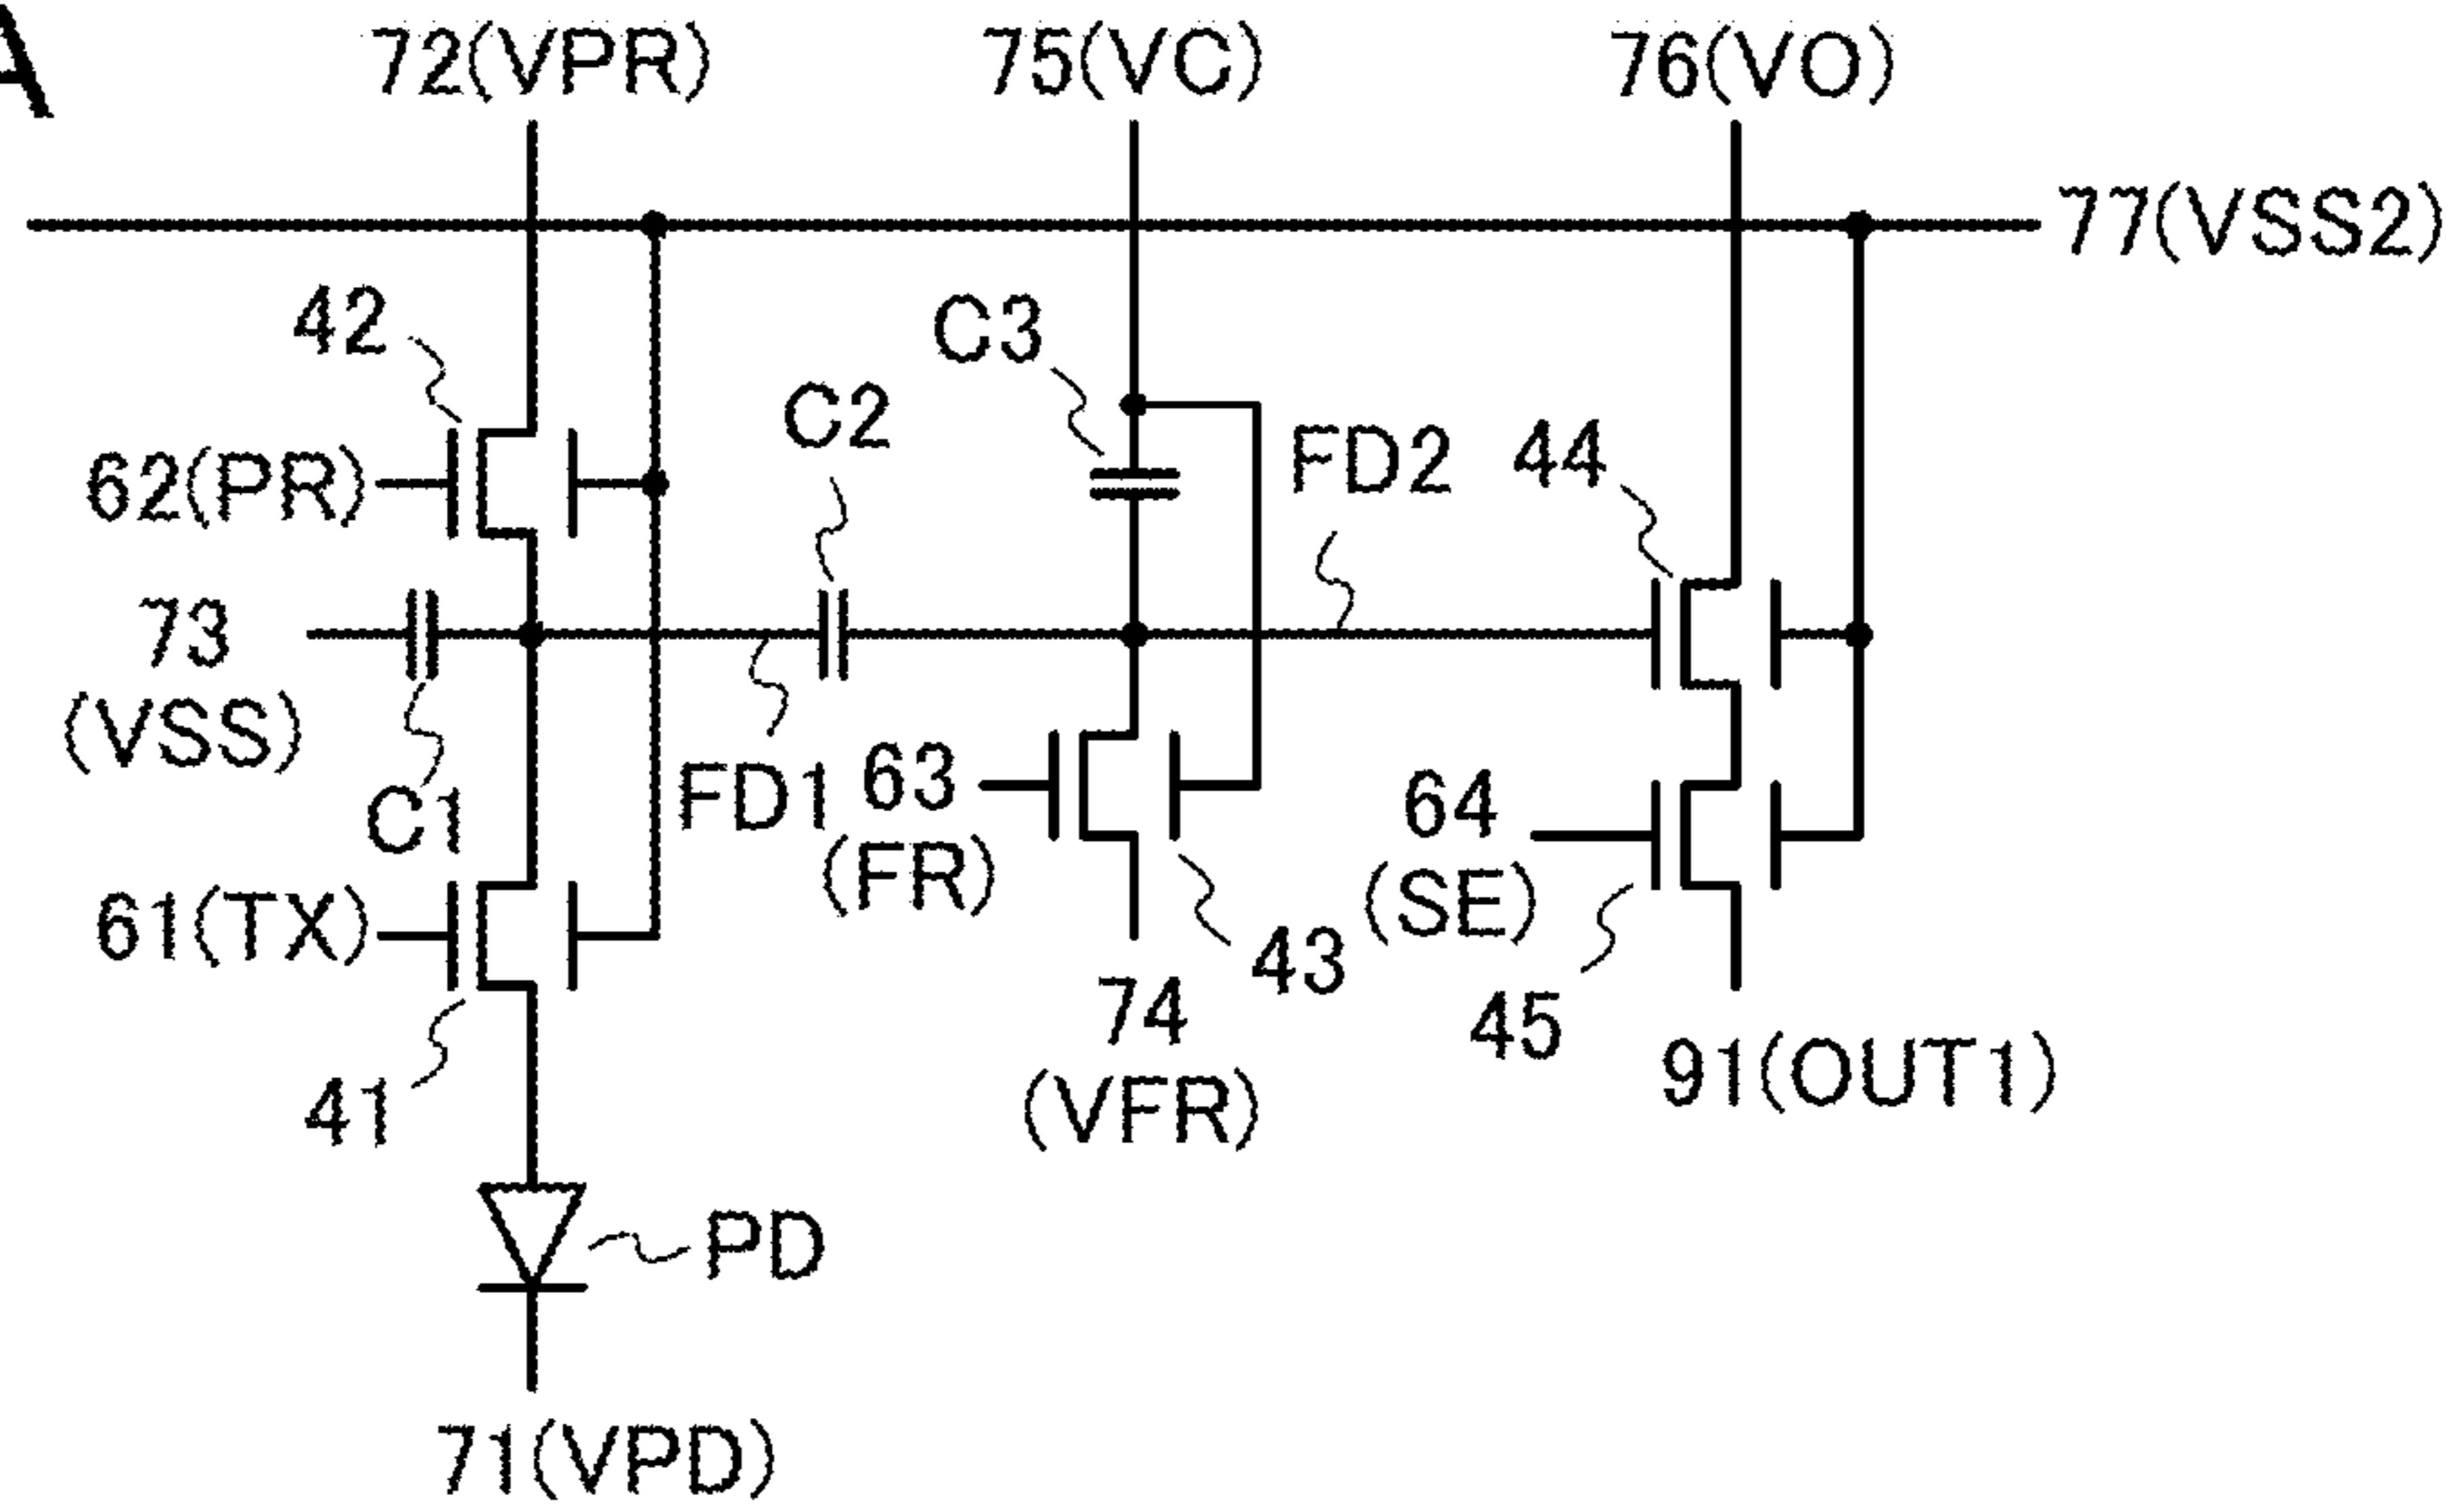 A
72(VPR) 75(VC) 76(VO)
77(VSS2)
42
C3
C2
FD2 44
62(PR)
73
(VSS)
C1
FD1 63
(FR)
64
(SE)
61(TX)
43
74
(VFR)
45
91(OUT1)
41
PD
71(VPD)